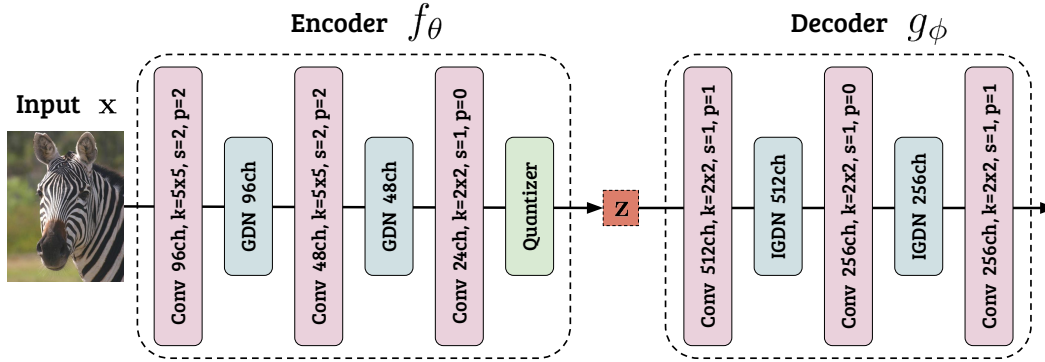 Encoder f_θ
Decoder g_ϕ
Input x
Conv 96ch, k=5x5, s=2, p=2
GDN 96ch
Conv 48ch, k=5x5, s=2, p=2
GDN 48ch
Conv 24ch, k=2x2, s=1, p=0
Quantizer
z
Conv 512ch, k=2x2, s=1, p=1
IGDN 512ch
Conv 256ch, k=2x2, s=1, p=0
IGDN 256ch
Conv 256ch, k=2x2, s=1, p=1